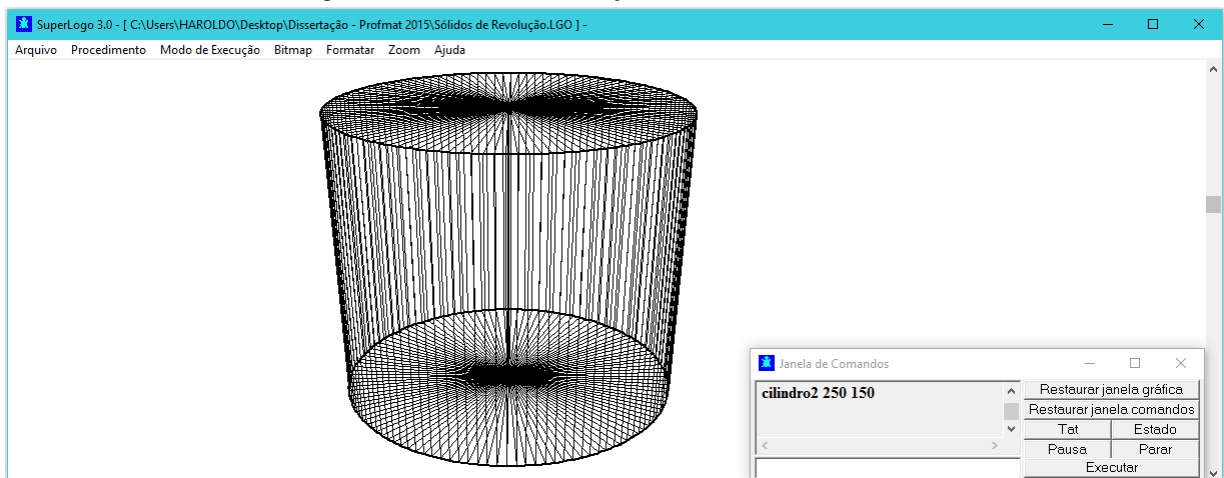 SuperLogo 3.0 - [ C:\Users\HAROLDO\Desktop\Dissertação - Profmat 2015\Sólidos de Revolução.LGO ] -
Arquivo Procedimento Modo de Execução Bitmap Formatar Zoom Ajuda
Janela de Comandos
cilindro2 250 150
Restaurar janela gráfica
Restaurar janela comandos
Tat Estado
Pausa Parar
Executar